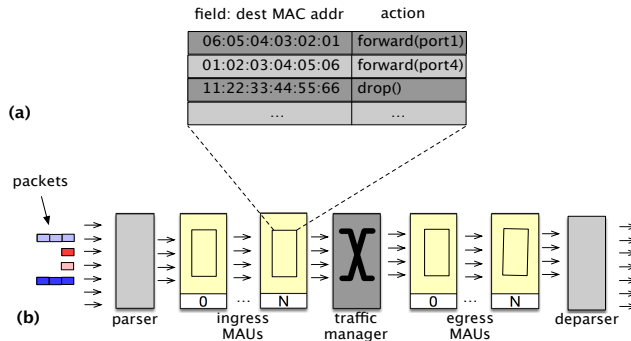 field: dest MAC addr action
06:05:04:03:02:01 forward(port1)
01:02:03:04:05:06 forward(port4)
11:22:33:44:55:66 drop()
... ...
(a)
packets
0 ... N 0 ... N
(b) parser ingress MAUs traffic manager egress MAUs deparser